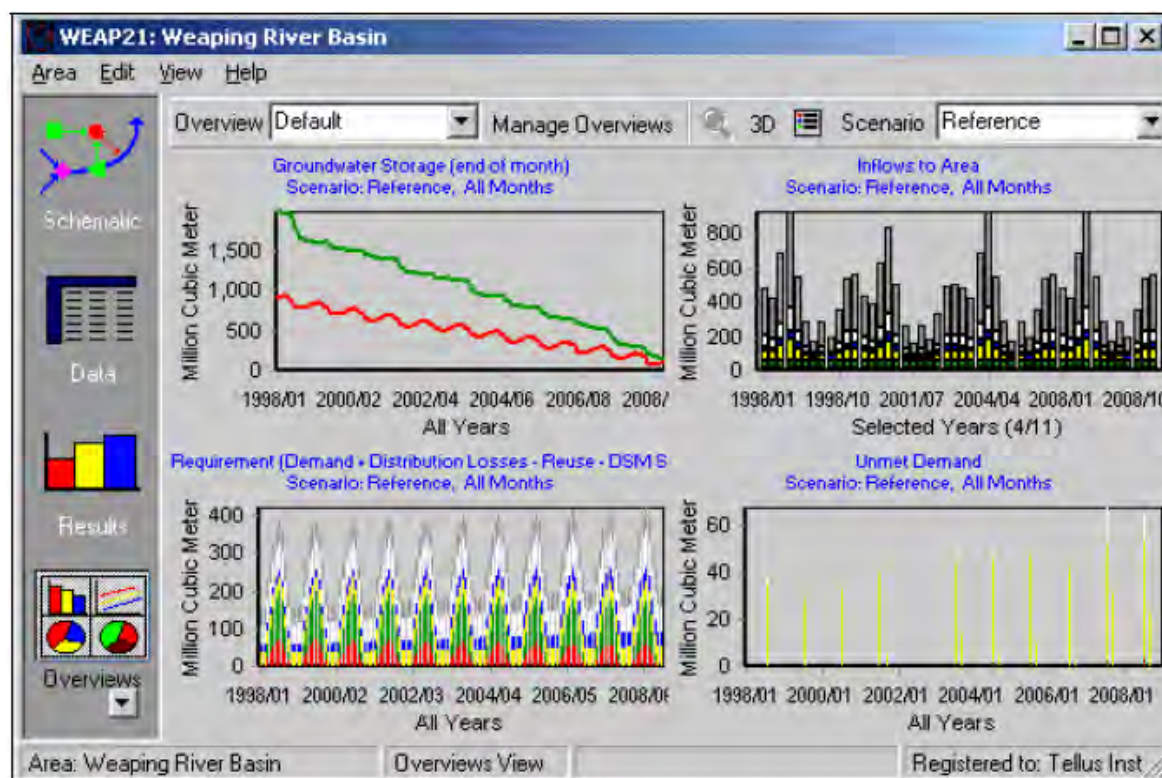 WEAP21: Weaping River Basin
Area Edit View Help
Overview Default Manage Overviews 3D Scenario Reference
Schematic
Data
Results
Overviews
Groundwater Storage (end of month)
Scenario: Reference, All Months
Million Cubic Meter
1,500
1,000
500
0
1998/01 2000/02 2002/04 2004/06 2006/08 2008/
All Years
Inflows to Area
Scenario: Reference, All Months
Million Cubic Meter
800
600
400
200
0
1998/01 1998/10 2001/07 2004/04 2008/01 2008/10
Selected Years (4/11)
Requirement (Demand + Distribution Losses - Reuse - DSM S
Scenario: Reference, All Months
Million Cubic Meter
400
300
200
100
0
1998/01 2000/02 2002/03 2004/04 2006/05 2008/06
All Years
Unmet Demand
Scenario: Reference, All Months
Million Cubic Meter
60
40
20
0
1998/01 2000/01 2002/01 2004/01 2006/01 2008/01
All Years
Area: Weaping River Basin Overviews View Registered to: Tellus Inst